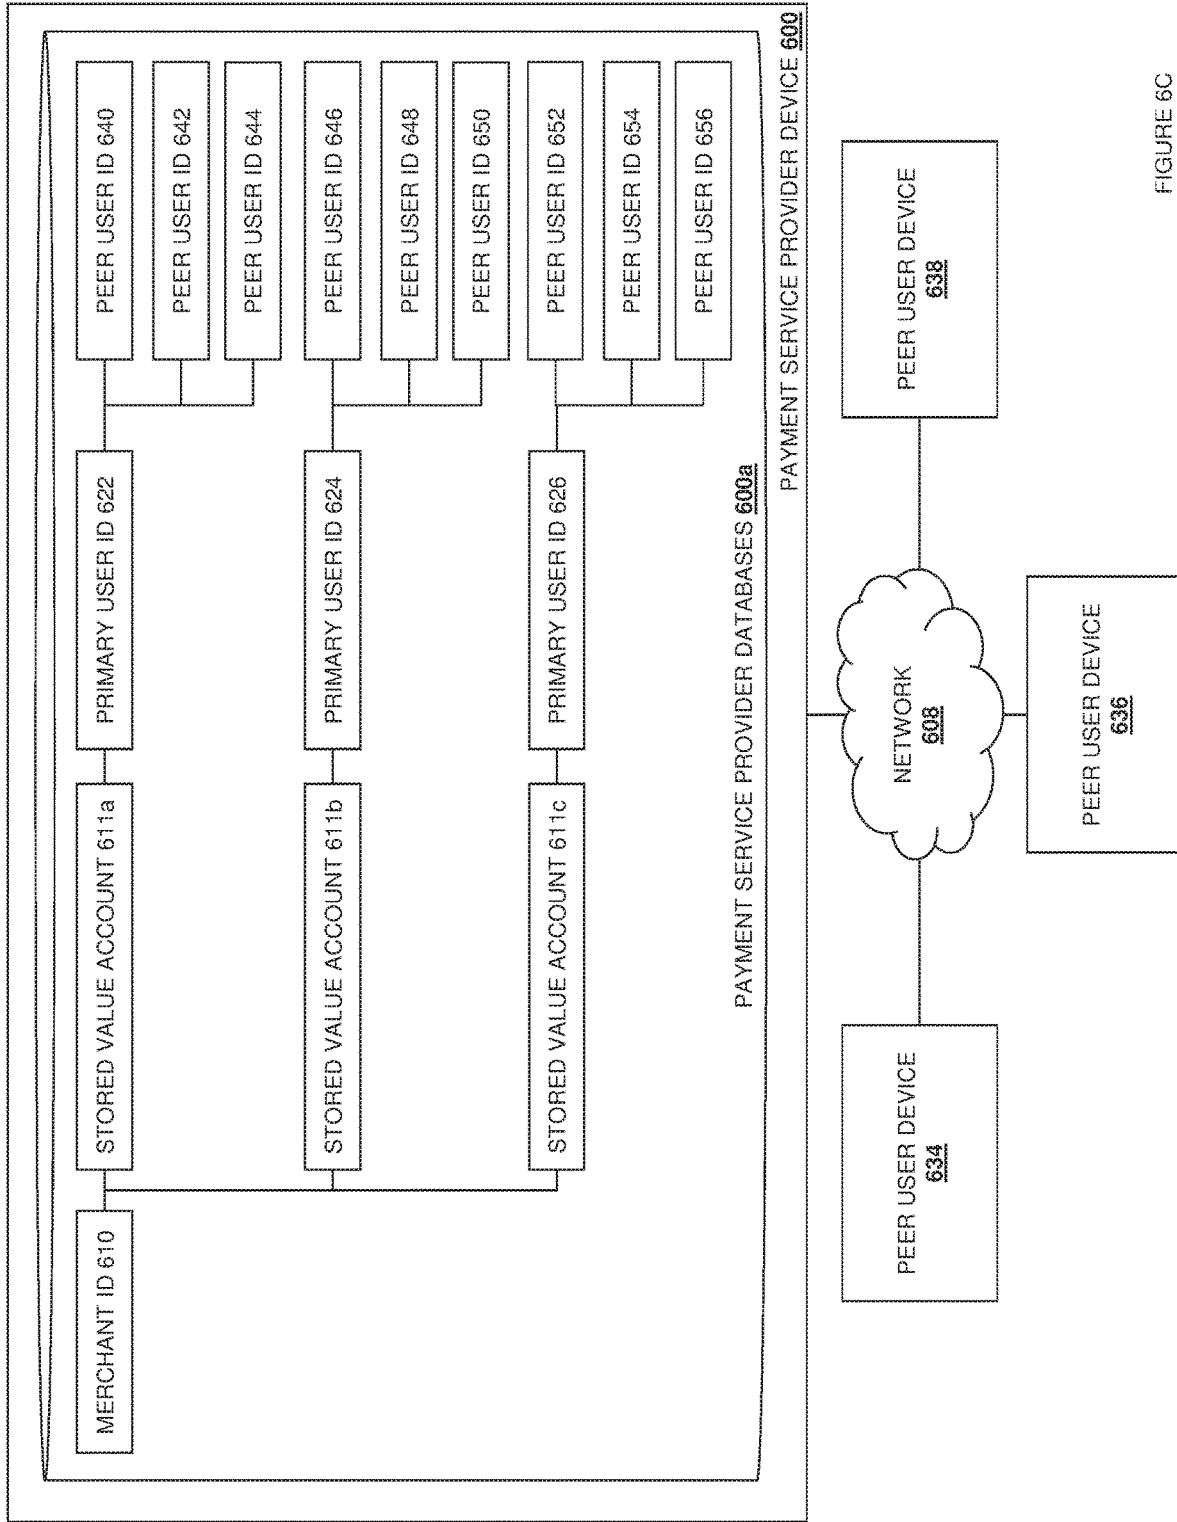 MERCHANT ID 610
STORED VALUE ACCOUNT 611a
PRIMARY USER ID 622
PEER USER ID 640
PEER USER ID 642
PEER USER ID 644
STORED VALUE ACCOUNT 611b
PRIMARY USER ID 624
PEER USER ID 646
PEER USER ID 648
PEER USER ID 650
STORED VALUE ACCOUNT 611c
PRIMARY USER ID 626
PEER USER ID 652
PEER USER ID 654
PEER USER ID 656
PAYMENT SERVICE PROVIDER DATABASES 600a
PAYMENT SERVICE PROVIDER DEVICE 600
PEER USER DEVICE
634
NETWORK
608
PEER USER DEVICE
638
PEER USER DEVICE
636
FIGURE 6C